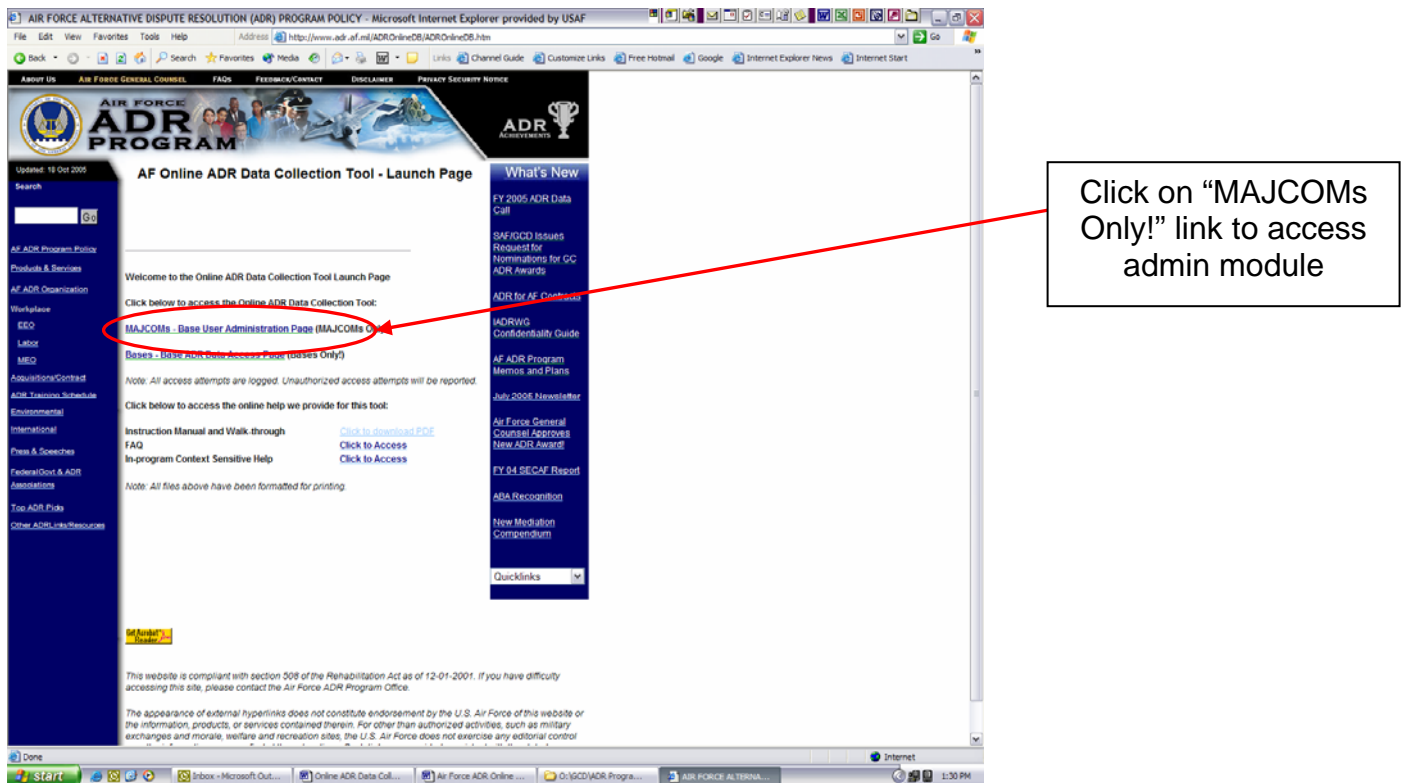 AIR FORCE ALTERNATIVE DISPUTE RESOLUTION (ADR) PROGRAM POLICY - Microsoft Internet Explorer provided by USAF
File Edit View Favorites Tools Help Address http://www.adr.af.mil/ADROnlineDB/ADROnlineDB.htm Go
Back Search Favorites Media Links Channel Guide Customize Links Free Hotmail Google Internet Explorer News Internet Start
ABOUT US AIR FORCE GENERAL COUNSEL FAQS FEEDBACK/CONTACT DISCLAIMER PRIVACY SECURITY NOTICE
AIR FORCE
ADR
PROGRAM
ADR
ACHIEVEMENTS
Updated: 18 Oct 2005
Search
Go
AF ADR Program Policy
Products & Services
AF ADR Organization
Workplace
EEO
Labor
MEO
Acquisitions/Contract
ADR Training Schedule
Environmental
International
Press & Speeches
Federal Govt & ADR
Associations
Top ADR Picks
Other ADRLinks/Resources
AF Online ADR Data Collection Tool - Launch Page
Welcome to the Online ADR Data Collection Tool Launch Page
Click below to access the Online ADR Data Collection Tool:
MAJCOMs - Base User Administration Page (MAJCOMs
Bases - Base ADR Data Access Page (Bases Only!)
Note: All access attempts are logged. Unauthorized access attempts will be reported.
Click below to access the online help we provide for this tool:
Instruction Manual and Walk-through Click to download PDF
FAQ Click to Access
In-program Context Sensitive Help Click to Access
Note: All files above have been formatted for printing.
Get Acrobat
Reader
This website is compliant with section 508 of the Rehabilitation Act as of 12-01-2001. If you have difficulty
accessing this site, please contact the Air Force ADR Program Office.
The appearance of external hyperlinks does not constitute endorsement by the U.S. Air Force of this website or
the information, products, or services contained therein. For other than authorized activities, such as military
exchanges and morale, welfare and recreation sites, the U.S. Air Force does not exercise any editorial control
What's New
FY 2005 ADR Data
Call
SAF/GCD Issues
Request for
Nominations for GC
ADR Awards
ADR for AF Contracts
IADRWG
Confidentiality Guide
AF ADR Program
Memos and Plans
July 2005 Newsletter
Air Force General
Counsel Approves
New ADR Award!
FY 04 SECAF Report
ABA Recognition
New Mediation
Compendium
Quicklinks
Click on “MAJCOMs
Only!” link to access
admin module
Done Internet
start Inbox - Microsoft Out... Online ADR Data Coll... Air Force ADR Online ... O:\GCD\ADR Progra... AIR FORCE ALTERNA... 1:30 PM